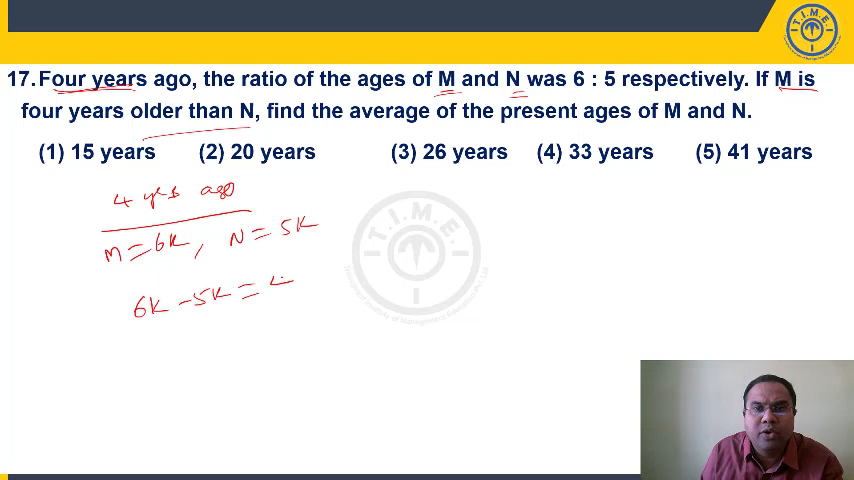 T.I.M.E.
17. Four years ago, the ratio of the ages of M and N was 6 : 5 respectively. If M is
four years older than N, find the average of the present ages of M and N.
(1) 15 years (2) 20 years (3) 26 years (4) 33 years (5) 41 years
4 yrs ago
M = 6K, N = 5K
6K - 5K = 4
T.I.M.E.